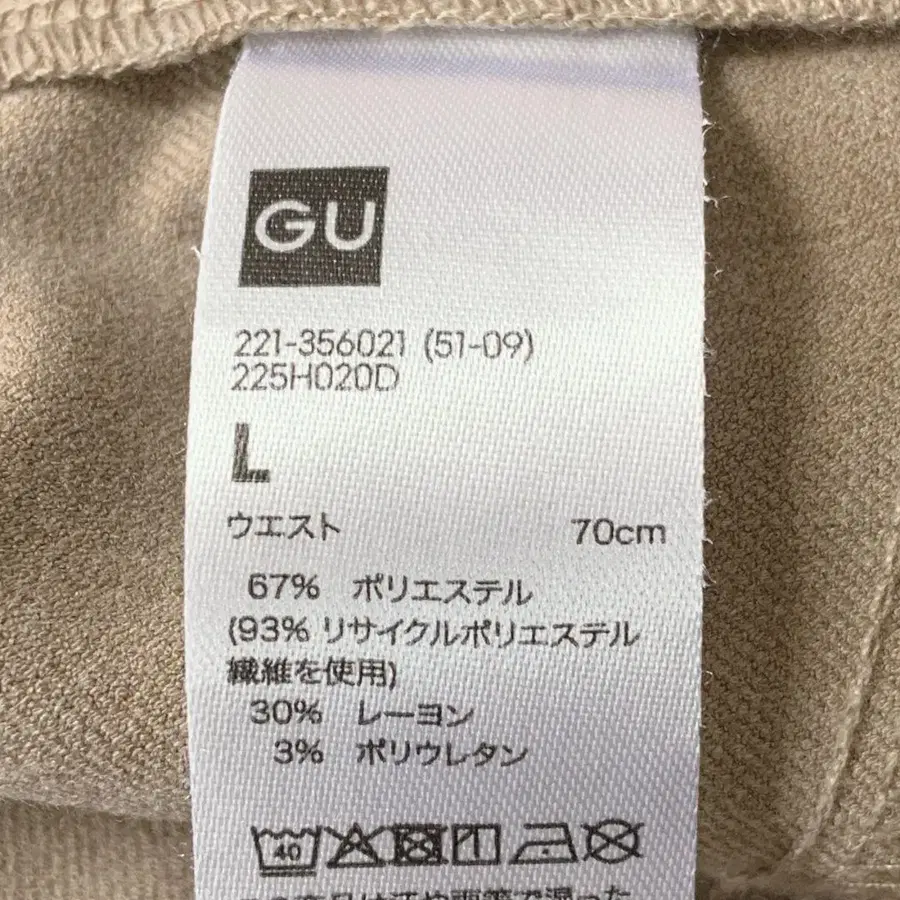 GU
221-356021 (51-09)
225H020D
L
ウエスト 70cm
67% ポリエステル
(93% リサイクルポリエステル
繊維を使用)
30% レーヨン
3% ポリウレタン
40